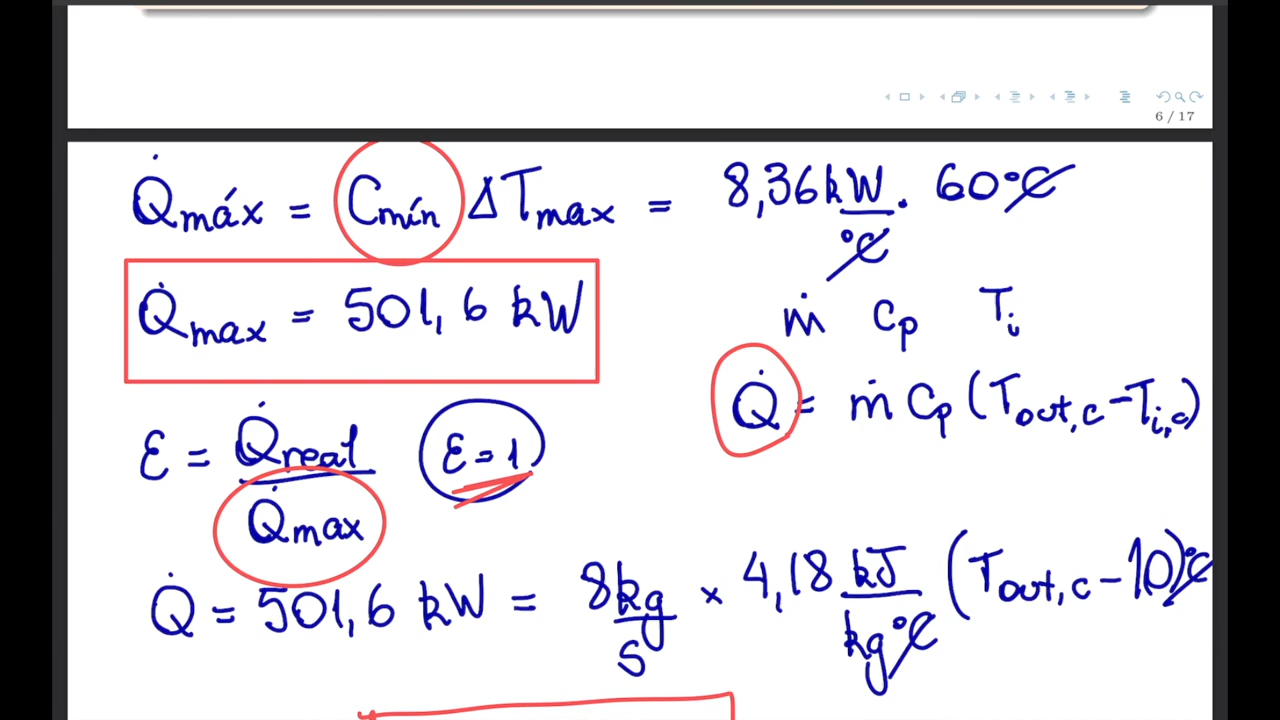 6 / 17
Q̇máx = Cmín ΔTmax = 8,36 kW/°C · 60 °C
Q̇max = 501,6 kW
ṁ cp Ti
Q̇ = ṁ Cp (Tout,c - Ti,c)
ε = Q̇real / Q̇max ε = 1
Q̇ = 501,6 kW = 8 kg/s × 4,18 kJ/kg°C (Tout,c - 10) °C